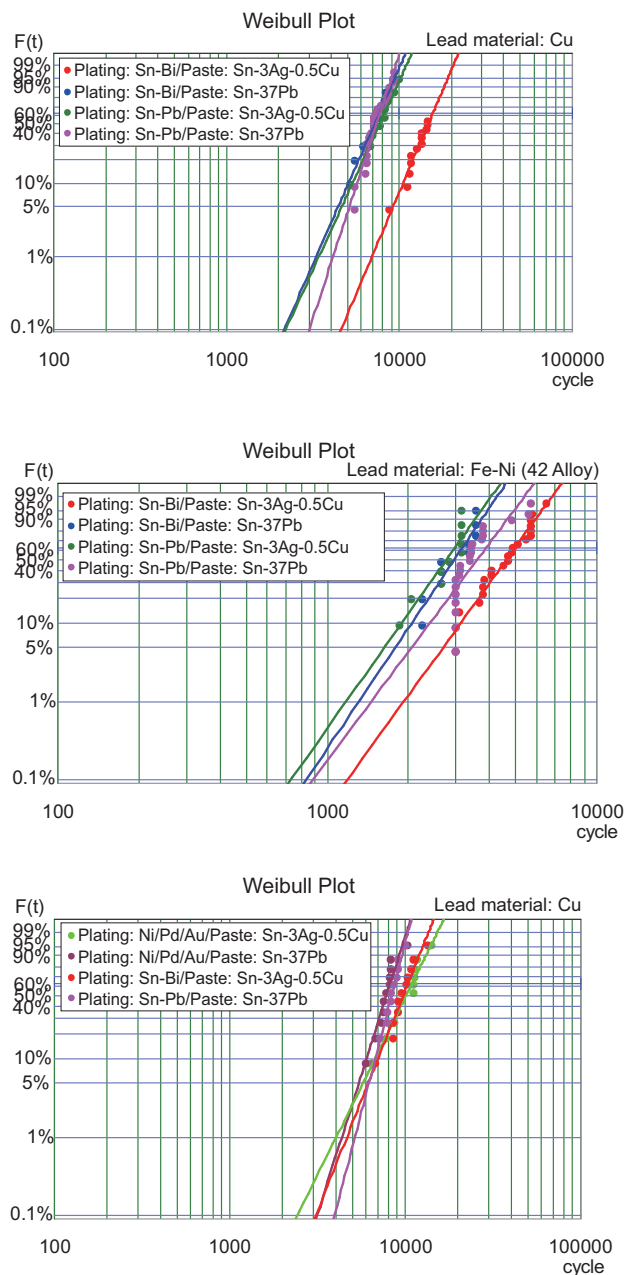 Weibull Plot
F(t)
Lead material: Cu
99%
95%
90%
60%
50%
40%
10%
5%
1%
0.1%
Plating: Sn-Bi/Paste: Sn-3Ag-0.5Cu
Plating: Sn-Bi/Paste: Sn-37Pb
Plating: Sn-Pb/Paste: Sn-3Ag-0.5Cu
Plating: Sn-Pb/Paste: Sn-37Pb
100 1000 10000 100000
cycle
Weibull Plot
F(t)
Lead material: Fe-Ni (42 Alloy)
99%
95%
90%
60%
50%
40%
10%
5%
1%
0.1%
Plating: Sn-Bi/Paste: Sn-3Ag-0.5Cu
Plating: Sn-Bi/Paste: Sn-37Pb
Plating: Sn-Pb/Paste: Sn-3Ag-0.5Cu
Plating: Sn-Pb/Paste: Sn-37Pb
100 1000 10000
cycle
Weibull Plot
F(t)
Lead material: Cu
99%
95%
90%
60%
50%
40%
10%
5%
1%
0.1%
Plating: Ni/Pd/Au/Paste: Sn-3Ag-0.5Cu
Plating: Ni/Pd/Au/Paste: Sn-37Pb
Plating: Sn-Bi/Paste: Sn-3Ag-0.5Cu
Plating: Sn-Pb/Paste: Sn-37Pb
100 1000 10000 100000
cycle